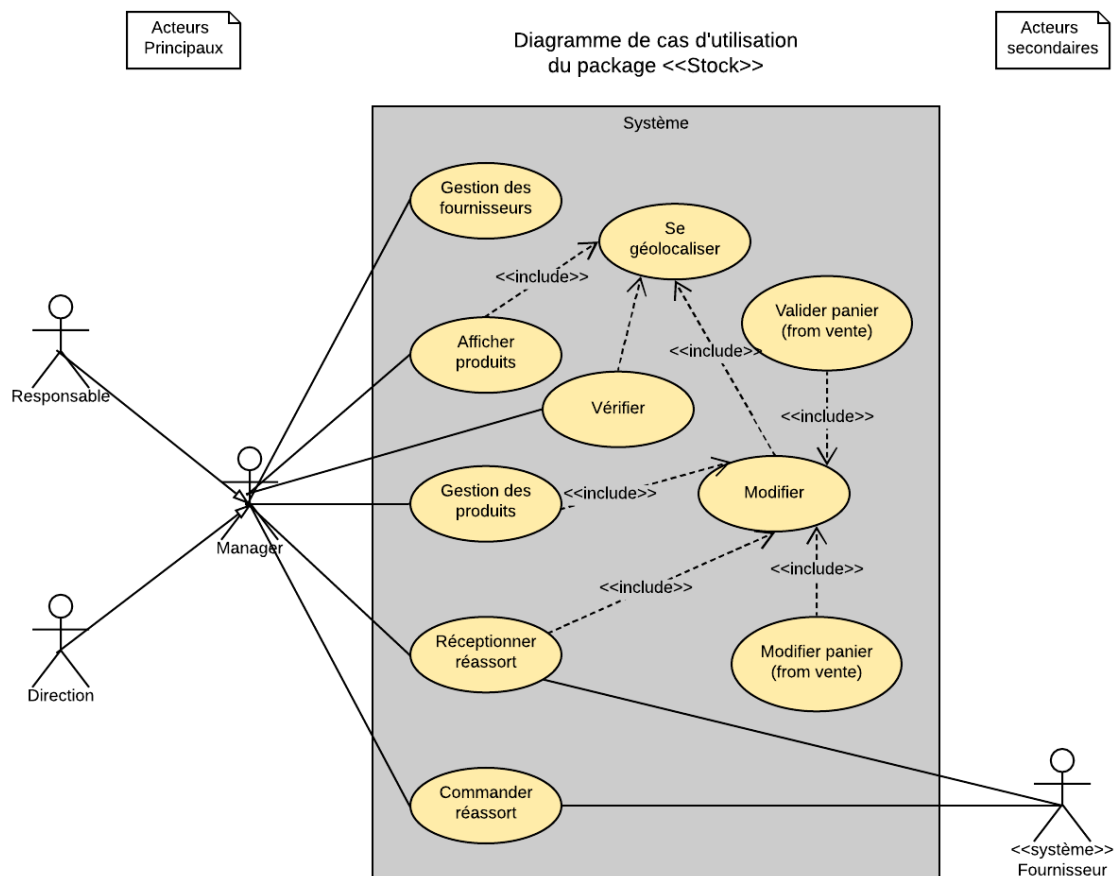 Acteurs
Principaux
Diagramme de cas d'utilisation
du package <<Stock>>
Acteurs
secondaires
Système
Gestion des
fournisseurs
Se
géolocaliser
<<include>>
Valider panier
(from vente)
Afficher
produits
<<include>>
Responsable
Vérifier
<<include>>
Manager
Gestion des
produits
<<include>>
Modifier
<<include>>
<<include>>
Réceptionner
réassort
Modifier panier
(from vente)
Direction
Commander
réassort
<<système>>
Fournisseur